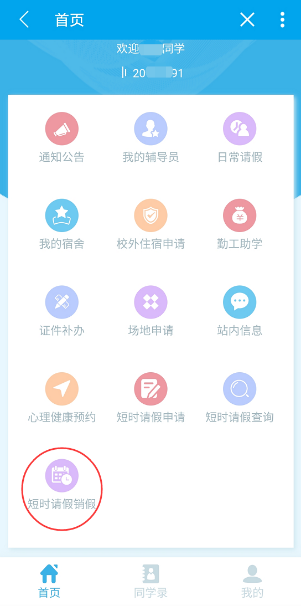 首页
欢迎 同学
20 91
通知公告 我的辅导员 日常请假
我的宿舍 校外住宿申请 勤工助学
证件补办 场地申请 站内信息
心理健康预约 短时请假申请 短时请假查询
短时请假销假
首页 同学录 我的